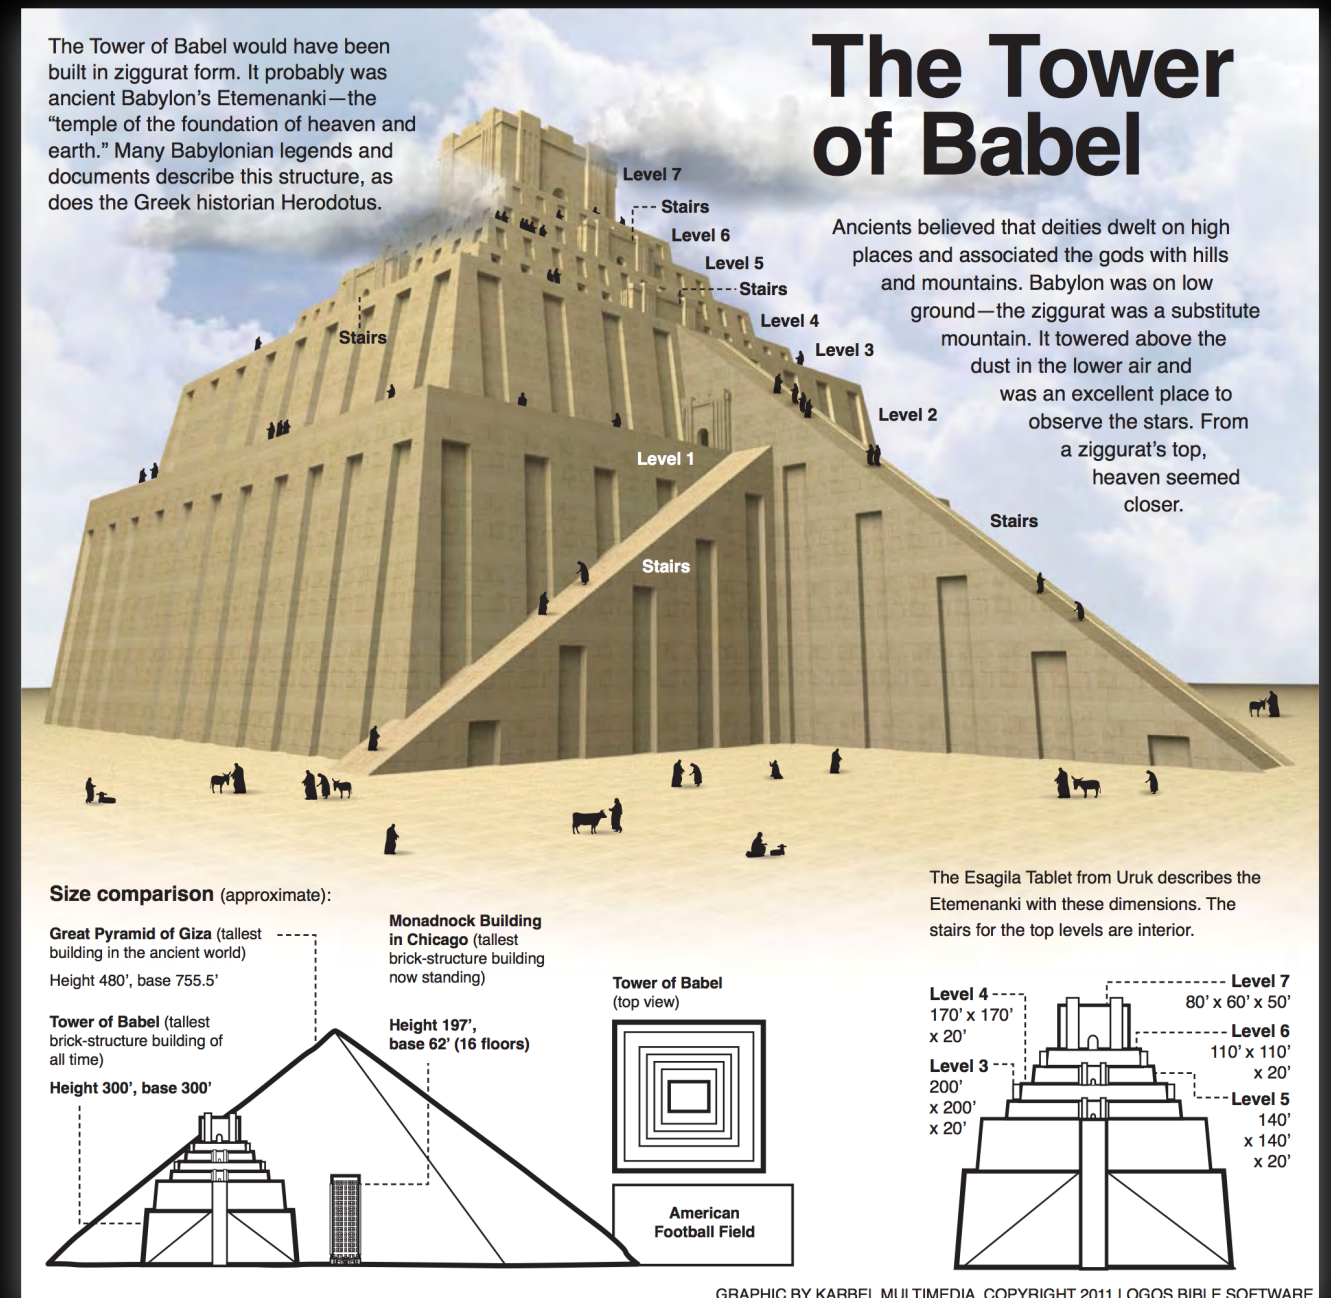 The Tower of Babel would have been
built in ziggurat form. It probably was
ancient Babylon's Etemenanki—the
“temple of the foundation of heaven and
earth.” Many Babylonian legends and
documents describe this structure, as
does the Greek historian Herodotus.
The Tower
of Babel
Ancients believed that deities dwelt on high
places and associated the gods with hills
and mountains. Babylon was on low
ground—the ziggurat was a substitute
mountain. It towered above the
dust in the lower air and
was an excellent place to
observe the stars. From
a ziggurat's top,
heaven seemed
closer.
Level 7
Stairs
Level 6
Level 5
Stairs
Level 4
Stairs
Level 3
Level 2
Level 1
Stairs
Stairs
Size comparison (approximate):
Great Pyramid of Giza (tallest
building in the ancient world)
Height 480', base 755.5'
Tower of Babel (tallest
brick-structure building of
all time)
Height 300', base 300'
Monadnock Building
in Chicago (tallest
brick-structure building
now standing)
Height 197',
base 62' (16 floors)
Tower of Babel
(top view)
American
Football Field
The Esagila Tablet from Uruk describes the
Etemenanki with these dimensions. The
stairs for the top levels are interior.
Level 4
170' x 170'
x 20'
Level 3
200'
x 200'
x 20'
Level 7
80' x 60' x 50'
Level 6
110' x 110'
x 20'
Level 5
140'
x 140'
x 20'
GRAPHIC BY KARBEL MULTIMEDIA, COPYRIGHT 2011 LOGOS BIBLE SOFTWARE